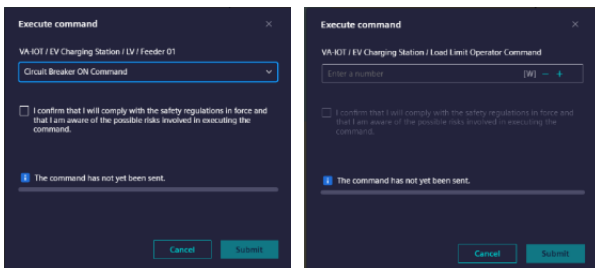 Execute command
VA-IOT / EV Charging Station / LV / Feeder 01
Circuit Breaker ON Command
I confirm that I will comply with the safety regulations in force and
that I am aware of the possible risks involved in executing the
command.
The command has not yet been sent.
Cancel
Submit
Execute command
VA-IOT / EV Charging Station / Load Limit Operator Command
Enter a number
[W]
I confirm that I will comply with the safety regulations in force and
that I am aware of the possible risks involved in executing the
command.
The command has not yet been sent.
Cancel
Submit